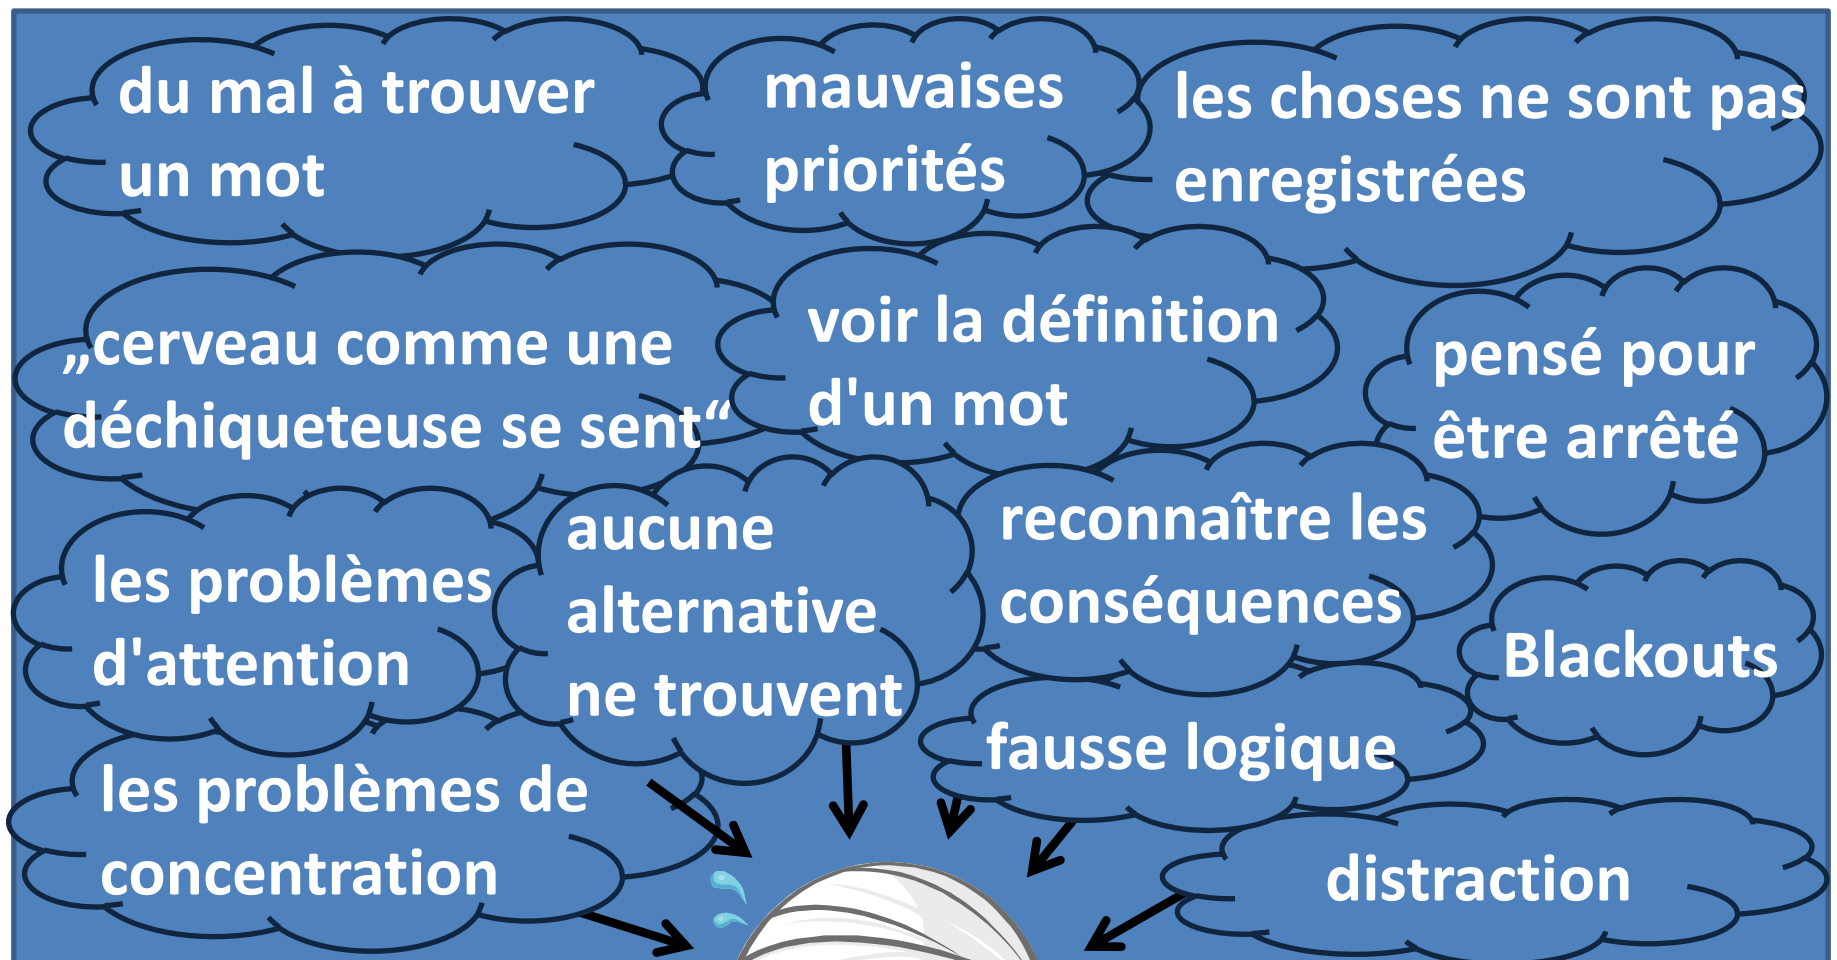 du mal à trouver
un mot
mauvaises
priorités
les choses ne sont pas
enregistrées
„cerveau comme une
déchiqueteuse se sent“
voir la définition
d'un mot
pensé pour
être arrêté
les problèmes
d'attention
aucune
alternative
ne trouvent
reconnaître les
conséquences
Blackouts
les problèmes de
concentration
fausse logique
distraction